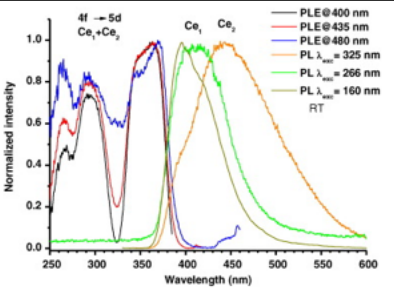 4f → 5d
Ce₁+Ce₂
Ce₁
Ce₂
PLE@400 nm
PLE@435 nm
PLE@480 nm
PL λexc = 325 nm
PL λexc = 266 nm
PL λexc = 160 nm
RT
Normalized intensity
1.0
0.8
0.6
0.4
0.2
0.0
250 300 350 400 450 500 550 600
Wavelength (nm)